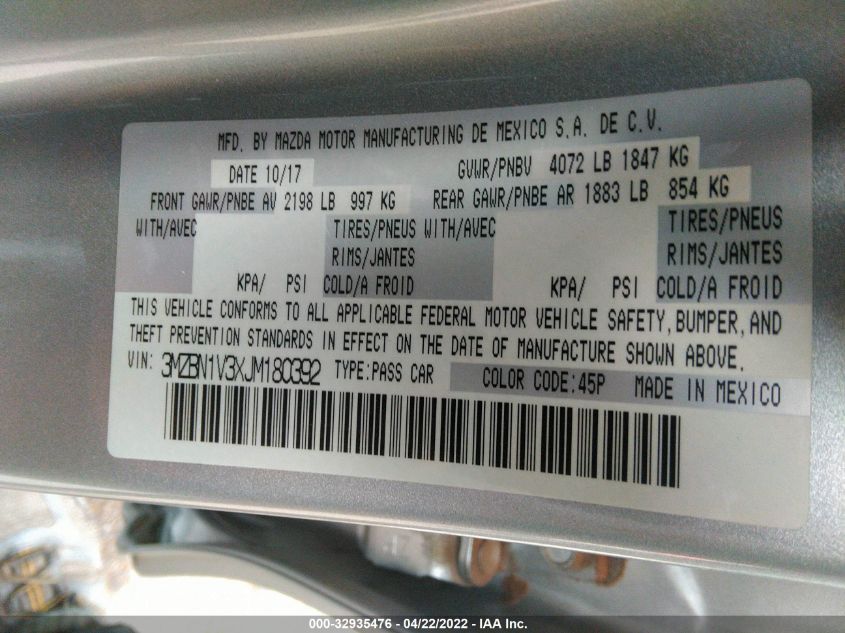 MFD. BY MAZDA MOTOR MANUFACTURING DE MEXICO S.A. DE C.V.
DATE 10/17 GVWR/PNBV 4072 LB 1847 KG
FRONT GAWR/PNBE AV 2198 LB 997 KG REAR GAWR/PNBE AR 1883 LB 854 KG
WITH/AVEC TIRES/PNEUS WITH/AVEC TIRES/PNEUS
RIMS/JANTES RIMS/JANTES
KPA/ PSI COLD/A FROID KPA/ PSI COLD/A FROID
THIS VEHICLE CONFORMS TO ALL APPLICABLE FEDERAL MOTOR VEHICLE SAFETY, BUMPER, AND
THEFT PREVENTION STANDARDS IN EFFECT ON THE DATE OF MANUFACTURE SHOWN ABOVE.
VIN: 3MZBN1V3XJM180392 TYPE:PASS CAR COLOR CODE:45P MADE IN MEXICO
000-32935476 - 04/22/2022 - IAA Inc.